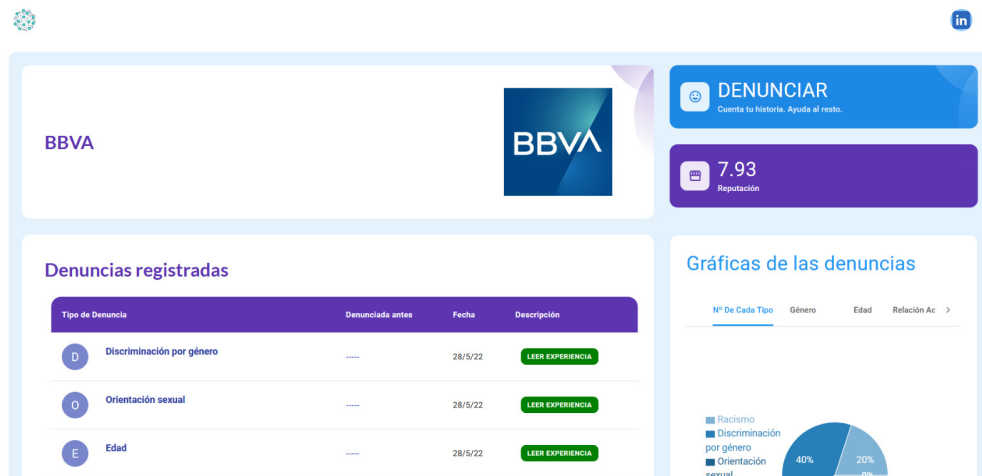 in
BBVA
BBVA
DENUNCIAR
Cuenta tu historia. Ayuda al resto.
7.93
Reputación
Denuncias registradas
Tipo de Denuncia Denunciada antes Fecha Descripción
D Discriminación por género ----- 28/5/22 LEER EXPERIENCIA
O Orientación sexual ----- 28/5/22 LEER EXPERIENCIA
E Edad ----- 28/5/22 LEER EXPERIENCIA
Gráficas de las denuncias
Nº De Cada Tipo Género Edad Relación Ac >
Racismo
Discriminación
por género
Orientación
sexual
40% 20%
0%